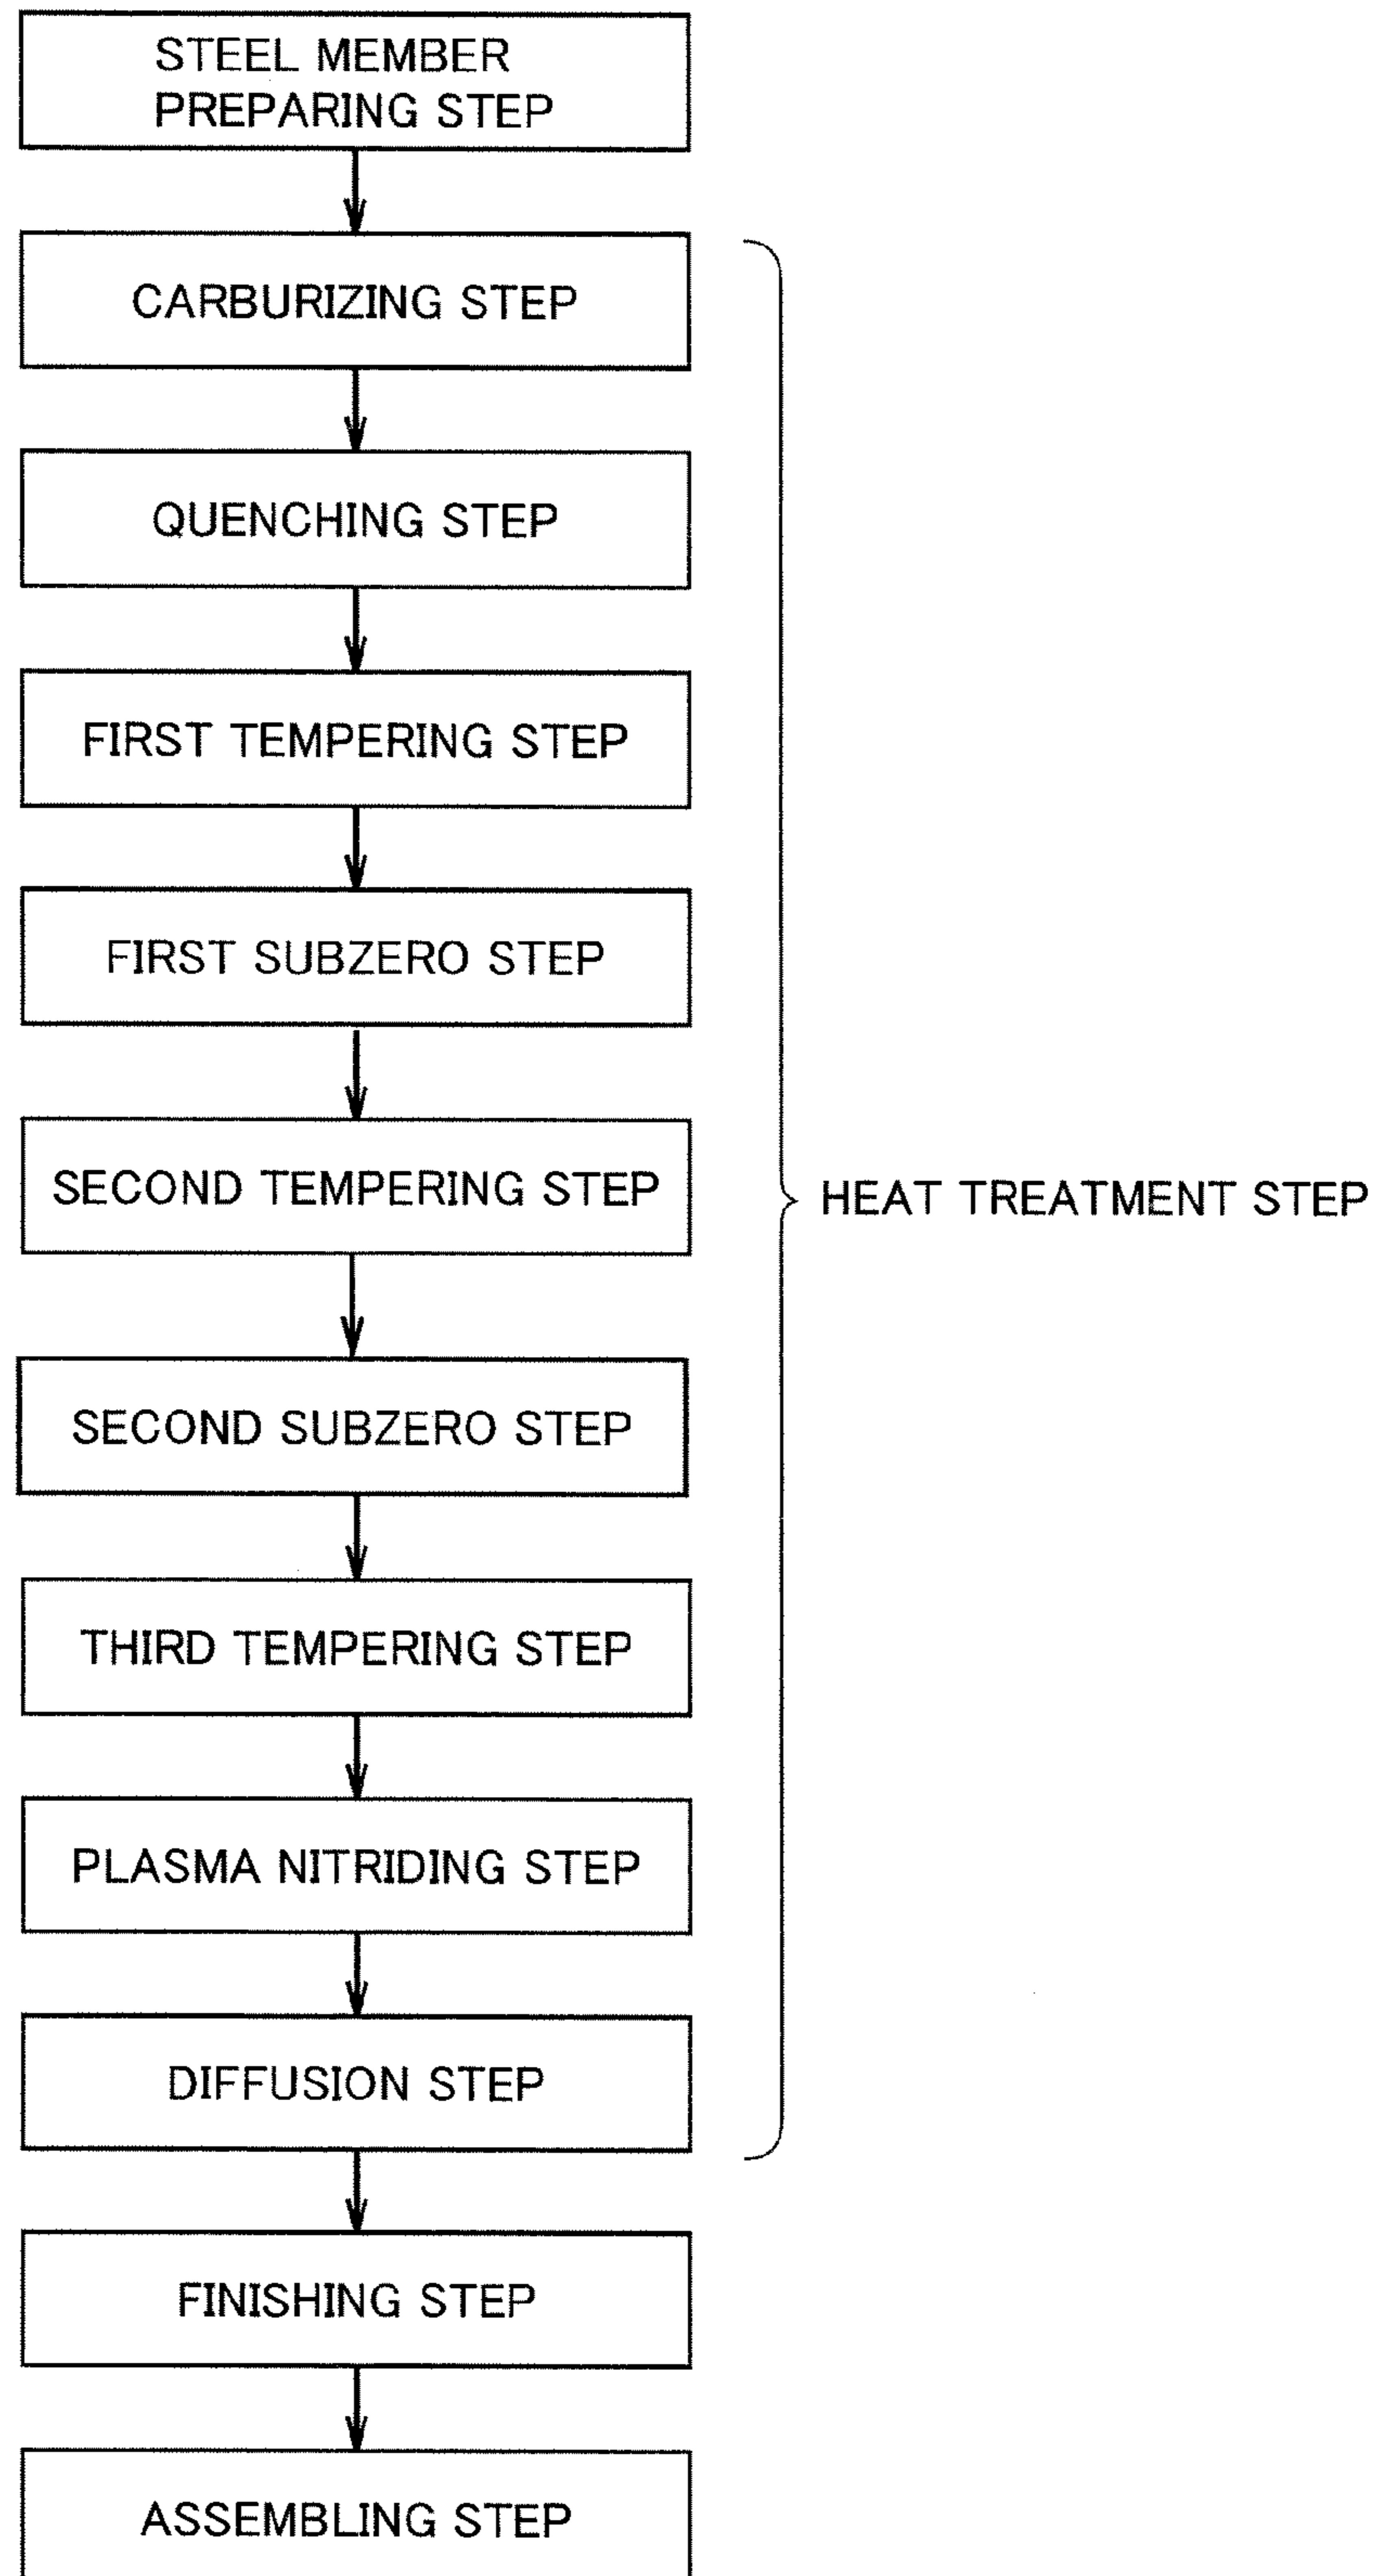 STEEL MEMBER
PREPARING STEP
CARBURIZING STEP
QUENCHING STEP
FIRST TEMPERING STEP
FIRST SUBZERO STEP
SECOND TEMPERING STEP
HEAT TREATMENT STEP
SECOND SUBZERO STEP
THIRD TEMPERING STEP
PLASMA NITRIDING STEP
DIFFUSION STEP
FINISHING STEP
ASSEMBLING STEP